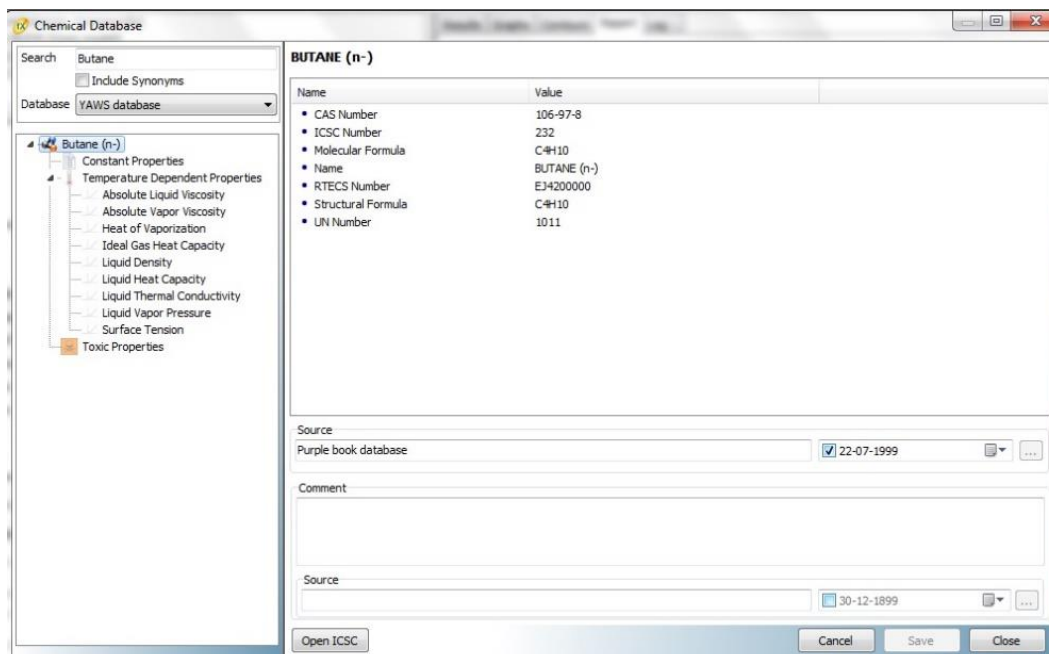 Chemical Database
Search Butane
Include Synonyms
Database YAWS database
Butane (n-)
Constant Properties
Temperature Dependent Properties
Absolute Liquid Viscosity
Absolute Vapor Viscosity
Heat of Vaporization
Ideal Gas Heat Capacity
Liquid Density
Liquid Heat Capacity
Liquid Thermal Conductivity
Liquid Vapor Pressure
Surface Tension
Toxic Properties
BUTANE (n-)
Name Value
CAS Number 106-97-8
ICSC Number 232
Molecular Formula C4H10
Name BUTANE (n-)
RTECS Number EJ4200000
Structural Formula C4H10
UN Number 1011
Source
Purple book database 22-07-1999 ...
Comment
Source
30-12-1899 ...
Open ICSC Cancel Save Close